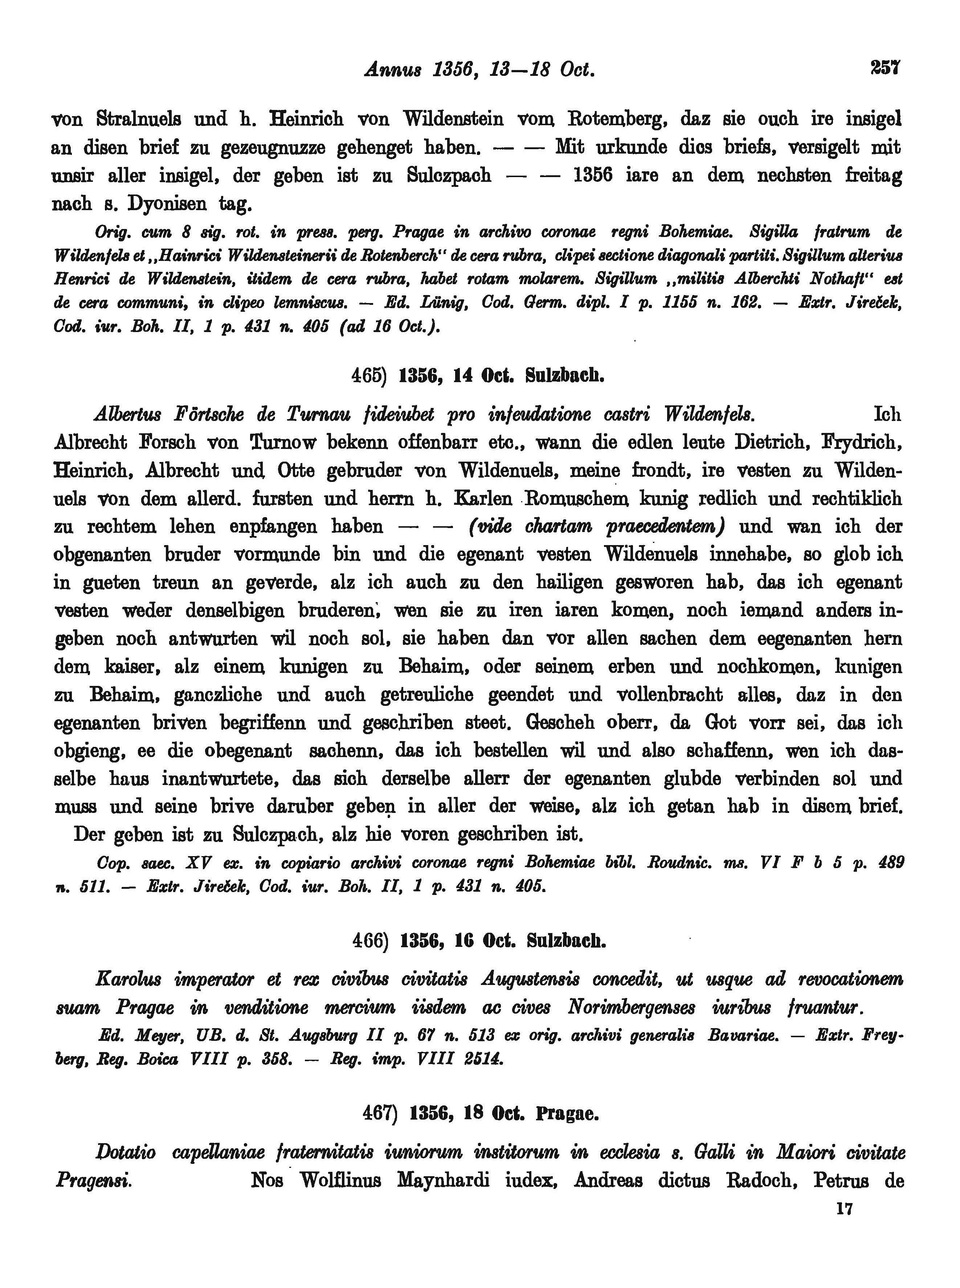 Annus 1356, 13—18 Oct. 257
von Stralnuels und h. Heinrich von Wildenstein vom Rotemberg, daz sie ouch ire insigel
an disen brief zu gezeugnuzze gehenget haben. — — Mit urkunde dics briefs, versigelt mit
unsir aller insigel, der geben ist zu Sulczpach — — 1356 iare an dem nechsten freitag
nach s. Dyonisen tag.
Orig. cum 8 sig. rot. in press. perg. Pragae in archivo coronae regni Bohemiae. Sigilla fratrum de
Wildenfels et „Hainrici Wildensteinerii de Rotenberch“ de cera rubra, clipei sectione diagonali partiti. Sigillum alterius
Henrici de Wildenstein, itidem de cera rubra, habet rotam molarem. Sigillum „militis Alberchti Nothaft“ est
de cera communi, in clipeo lemniscus. — Ed. Lünig, Cod. Germ. dipl. I p. 1155 n. 162. — Extr. Jireček,
Cod. iur. Boh. II, 1 p. 431 n. 405 (ad 16 Oct.).
465) 1356, 14 Oct. Sulzbach.
Albertus Förtsche de Turnau fideiubet pro infeudatione castri Wildenfels. Ich
Albrecht Forsch von Turnow bekenn offenbarr etc., wann die edlen leute Dietrich, Frydrich,
Heinrich, Albrecht und Otte gebruder von Wildenuels, meine frondt, ire vesten zu Wilden-
uels von dem allerd. fursten und herrn h. Karlen Romuschem kunig redlich und rechtiklich
zu rechtem lehen enpfangen haben — — (vide chartam praecedentem) und wan ich der
obgenanten bruder vormunde bin und die egenant vesten Wildenuels innehabe, so glob ich
in gueten treun an geverde, alz ich auch zu den hailigen gesworen hab, das ich egenant
vesten weder denselbigen bruderen, wen sie zu iren iaren komen, noch iemand anders in-
geben noch antwurten wil noch sol, sie haben dan vor allen sachen dem eegenanten hern
dem kaiser, alz einem kunigen zu Behaim, oder seinem erben und nochkomen, kunigen
zu Behaim, ganczliche und auch getreuliche geendet und vollenbracht alles, daz in den
egenanten briven begriffenn und geschriben steet. Gescheh oberr, da Got vorr sei, das ich
obgieng, ee die obegenant sachenn, das ich bestellen wil und also schaffenn, wen ich das-
selbe haus inantwurtete, das sich derselbe allerr der egenanten glubde verbinden sol und
muss und seine brive daruber geben in aller der weise, alz ich getan hab in disem brief.
Der geben ist zu Sulczpach, alz hie voren geschriben ist.
Cop. saec. XV ex. in copiario archivi coronae regni Bohemiae bibl. Roudnic. ms. VI F b 5 p. 489
n. 511. — Extr. Jireček, Cod. iur. Boh. II, 1 p. 431 n. 405.
466) 1356, 16 Oct. Sulzbach.
Karolus imperator et rex civibus civitatis Augustensis concedit, ut usque ad revocationem
suam Pragae in venditione mercium iisdem ac cives Norimbergenses iuribus fruantur.
Ed. Meyer, UB. d. St. Augsburg II p. 67 n. 513 ex orig. archivi generalis Bavariae. — Extr. Frey-
berg, Reg. Boica VIII p. 358. — Reg. imp. VIII 2514.
467) 1356, 18 Oct. Pragae.
Dotatio capellaniae fraternitatis iuniorum institorum in ecclesia s. Galli in Maiori civitate
Pragensi. Nos Wolflinus Maynhardi iudex, Andreas dictus Radoch, Petrus de
17